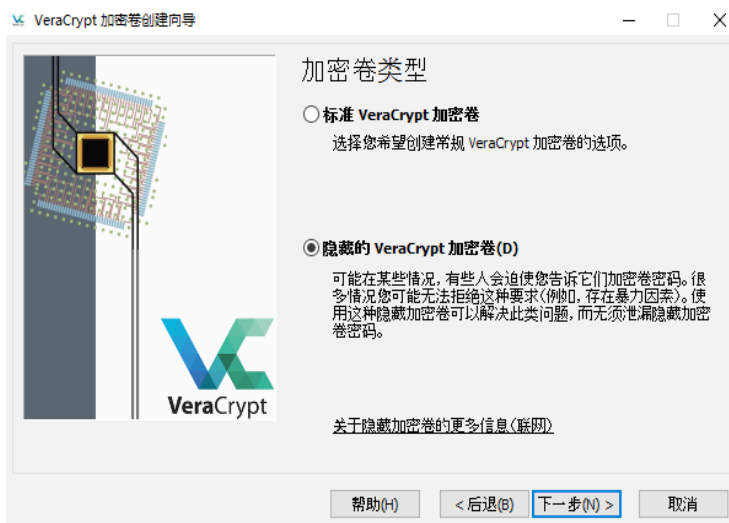 VeraCrypt 加密卷创建向导
加密卷类型
标准 VeraCrypt 加密卷
选择您希望创建常规 VeraCrypt 加密卷的选项。
隐藏的 VeraCrypt 加密卷(D)
可能在某些情况，有些人会迫使您告诉它们加密卷密码。很
多情况您可能无法拒绝这种要求(例如，存在暴力因素)。使
用这种隐藏加密卷可以解决此类问题，而无须泄漏隐藏加密
卷密码。
VeraCrypt
关于隐藏加密卷的更多信息(联网)
帮助(H)
< 后退(B)
下一步(N) >
取消